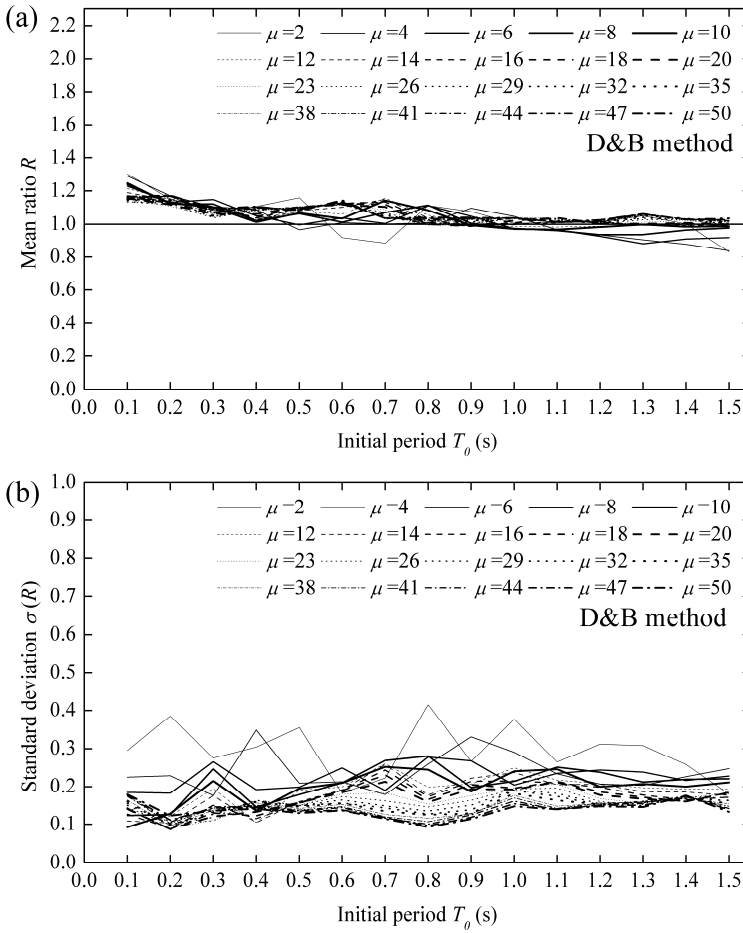 (a)
2.2
2.0
1.8
1.6
1.4
1.2
1.0
0.8
0.6
0.4
0.2
0.0
Mean ratio R
μ=2 μ=4 μ=6 μ=8 μ=10
μ=12 μ=14 μ=16 μ=18 μ=20
μ=23 μ=26 μ=29 μ=32 μ=35
μ=38 μ=41 μ=44 μ=47 μ=50
D&B method
0.0 0.1 0.2 0.3 0.4 0.5 0.6 0.7 0.8 0.9 1.0 1.1 1.2 1.3 1.4 1.5
Initial period T0 (s)
(b)
1.0
0.9
0.8
0.7
0.6
0.5
0.4
0.3
0.2
0.1
0.0
Standard deviation σ(R)
μ−2 μ−4 μ−6 μ−8 μ−10
μ=12 μ=14 μ=16 μ=18 μ=20
μ=23 μ=26 μ=29 μ=32 μ=35
μ=38 μ=41 μ=44 μ=47 μ=50
D&B method
0.0 0.1 0.2 0.3 0.4 0.5 0.6 0.7 0.8 0.9 1.0 1.1 1.2 1.3 1.4 1.5
Initial period T0 (s)